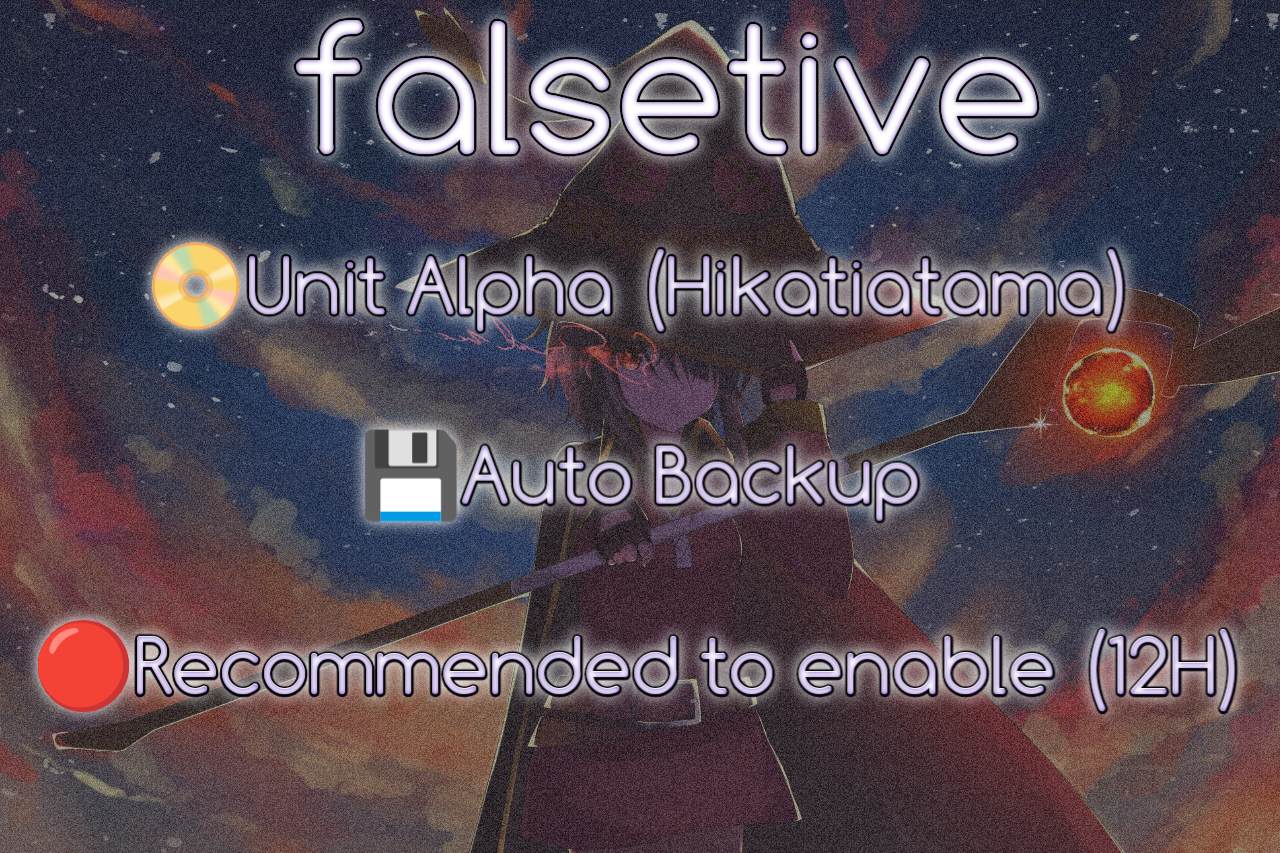 falsetive
📀Unit Alpha (Hikatiatama)
💾Auto Backup
🔴Recommended to enable (12H)